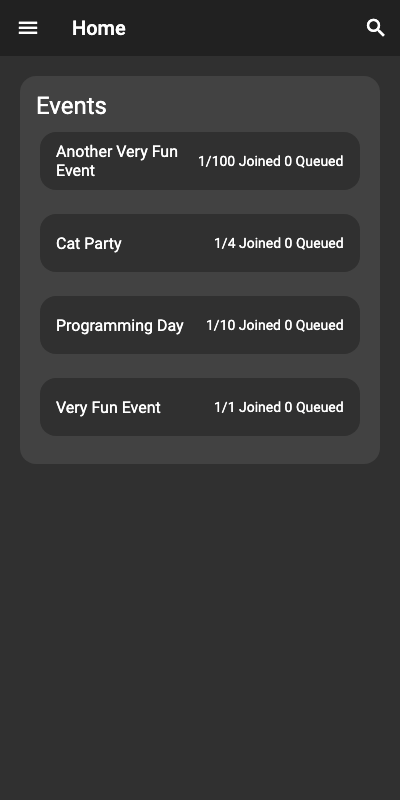 Home
Events
Another Very Fun
Event
1/100 Joined 0 Queued
Cat Party
1/4 Joined 0 Queued
Programming Day
1/10 Joined 0 Queued
Very Fun Event
1/1 Joined 0 Queued